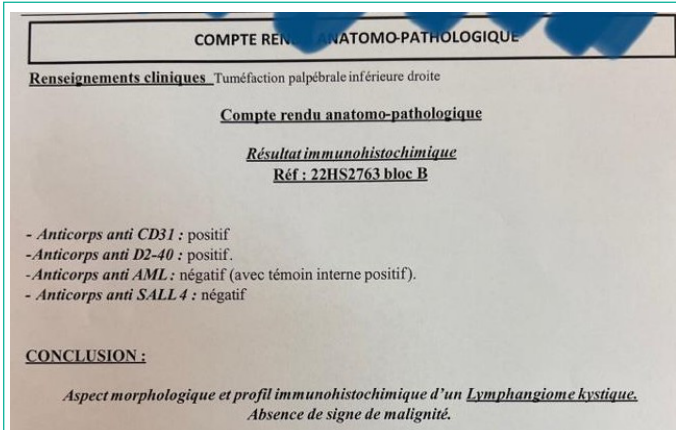 COMPTE REN ANATOMO-PATHOLOGIQUE
Renseignements cliniques Tuméfaction palpébrale inférieure droite
Compte rendu anatomo-pathologique
Résultat immunohistochimique
Réf : 22HS2763 bloc B
- Anticorps anti CD31 : positif
-Anticorps anti D2-40 : positif.
-Anticorps anti AML : négatif (avec témoin interne positif).
- Anticorps anti SALL 4 : négatif
CONCLUSION :
Aspect morphologique et profil immunohistochimique d'un Lymphangiome kystique.
Absence de signe de malignité.